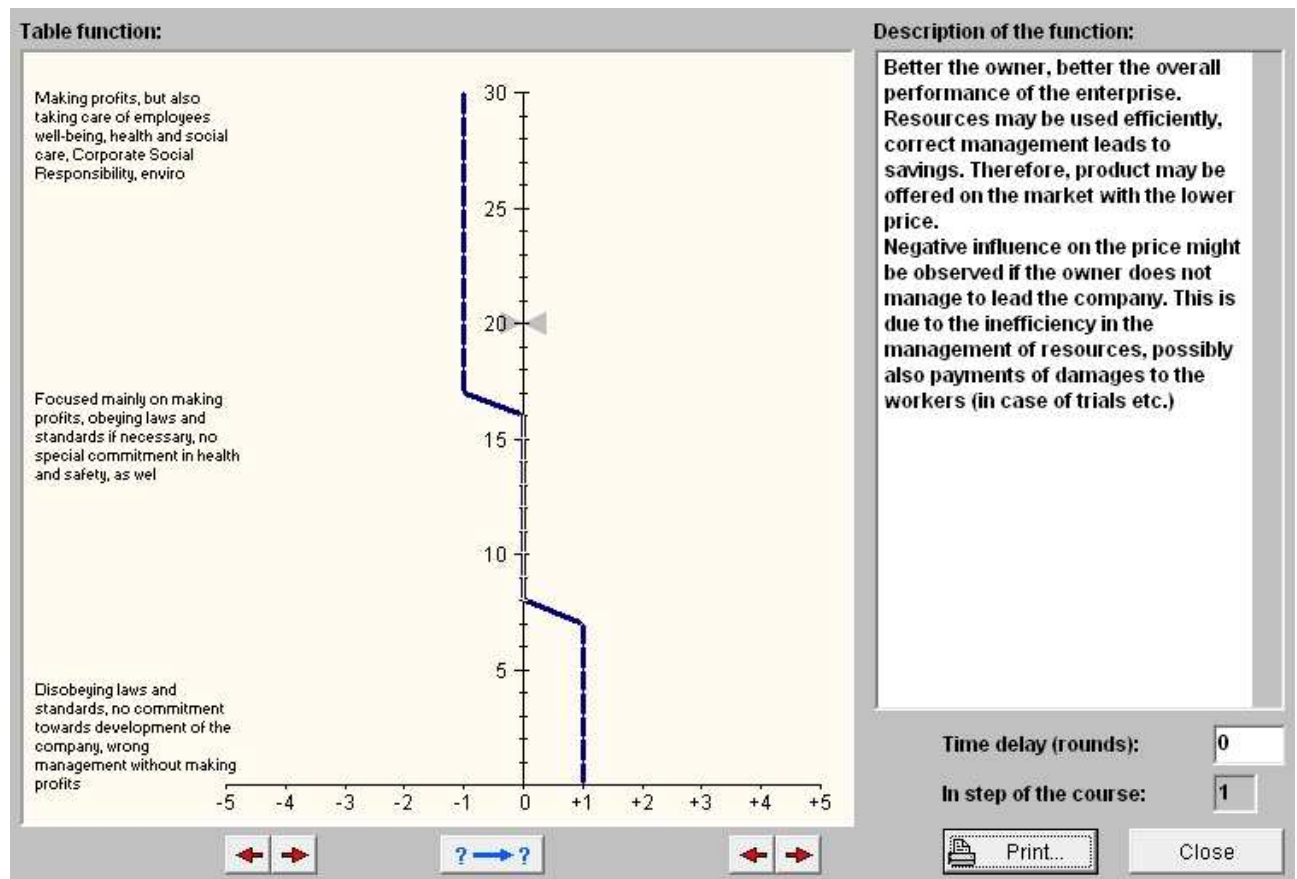 Table function:
Making profits, but also
taking care of employees
well-being, health and social
care, Corporate Social
Responsibility, enviro
Focused mainly on making
profits, obeying laws and
standards if necessary, no
special commitment in health
and safety, as wel
Disobeying laws and
standards, no commitment
towards development of the
company, wrong
management without making
profits
30
25
20
15
10
5
-5 -4 -3 -2 -1 0 +1 +2 +3 +4 +5
? ?
Description of the function:
Better the owner, better the overall
performance of the enterprise.
Resources may be used efficiently,
correct management leads to
savings. Therefore, product may be
offered on the market with the lower
price.
Negative influence on the price might
be observed if the owner does not
manage to lead the company. This is
due to the inefficiency in the
management of resources, possibly
also payments of damages to the
workers (in case of trials etc.)
Time delay (rounds): 0
In step of the course: 1
Print... Close